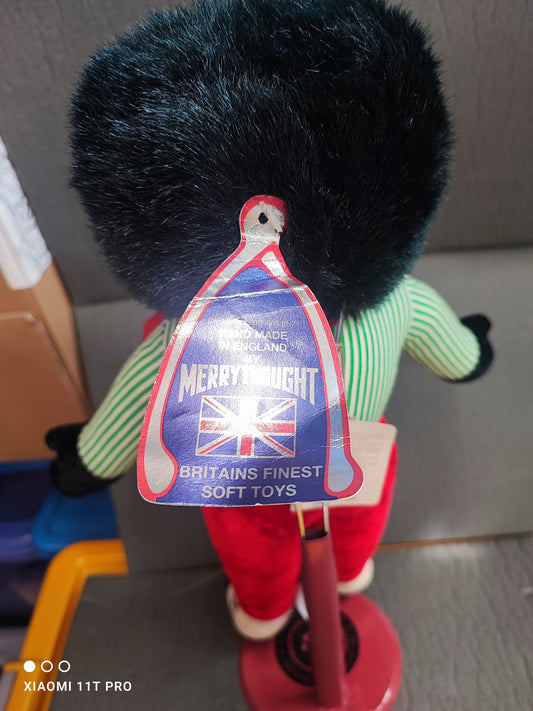 HAND MADE
IN ENGLAND
BY
MERRYTHOUGHT
BRITAINS FINEST
SOFT TOYS
XIAOMI 11T PRO